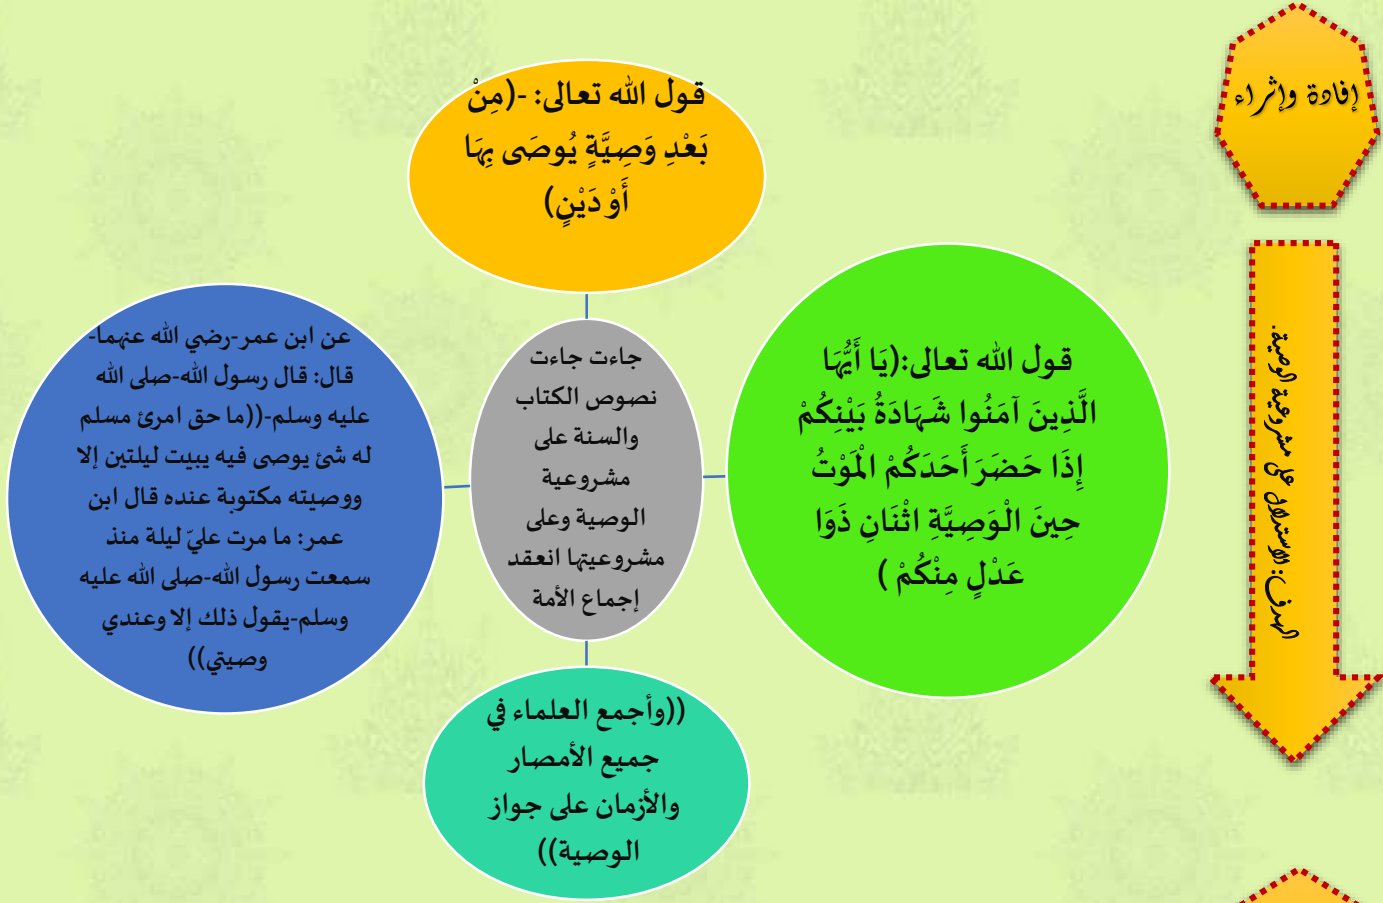 إفادة وإثراء
الهدف: الاستدلال على مشروعية الوصية.
قول الله تعالى: -(مِنْ
بَعْدِ وَصِيَّةٍ يُوصَى بِهَا
أَوْ دَيْنٍ)
قول الله تعالى:(يَا أَيُّهَا
الَّذِينَ آمَنُوا شَهَادَةُ بَيْنِكُمْ
إِذَا حَضَرَ أَحَدَكُمْ الْمَوْتُ
حِينَ الْوَصِيَّةِ اثْنَانِ ذَوَا
عَدْلٍ مِنْكُمْ )
جاءت جاءت
نصوص الكتاب
والسنة على
مشروعية
الوصية وعلى
مشروعيتها انعقد
إجماع الأمة
عن ابن عمر-رضي الله عنهما-
قال: قال رسول الله-صلى الله
عليه وسلم-((ما حق امرئ مسلم
له شئ يوصى فيه يبيت ليلتين إلا
ووصيته مكتوبة عنده قال ابن
عمر: ما مرت عليّ ليلة منذ
سمعت رسول الله-صلى الله عليه
وسلم-يقول ذلك إلا وعندي
وصيتي))
((وأجمع العلماء في
جميع الأمصار
والأزمان على جواز
الوصية))